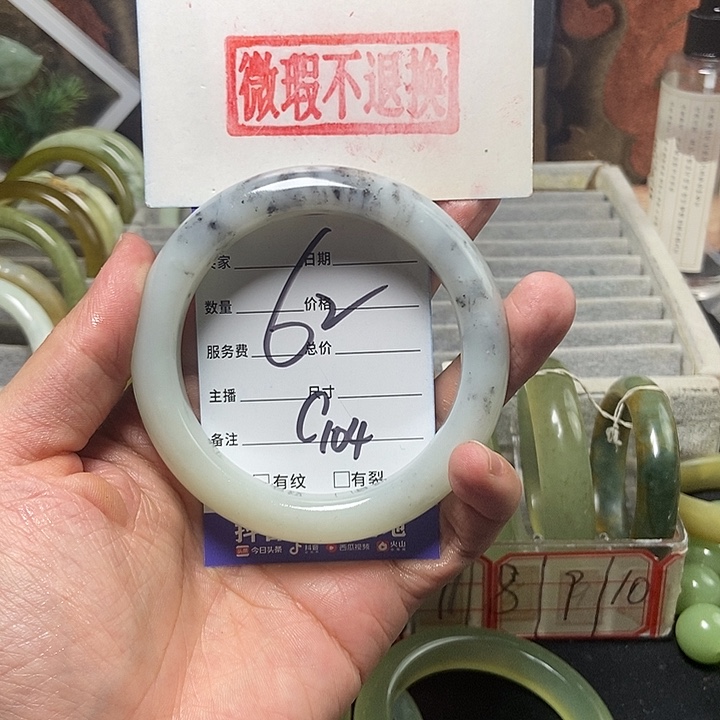 微瑕不退换
日期
62
数量 价格
服务费 总价
主播 尺寸
C104
备注
□有纹 □有裂
今日头条 抖音 西瓜视频 火山
11 8 9 10